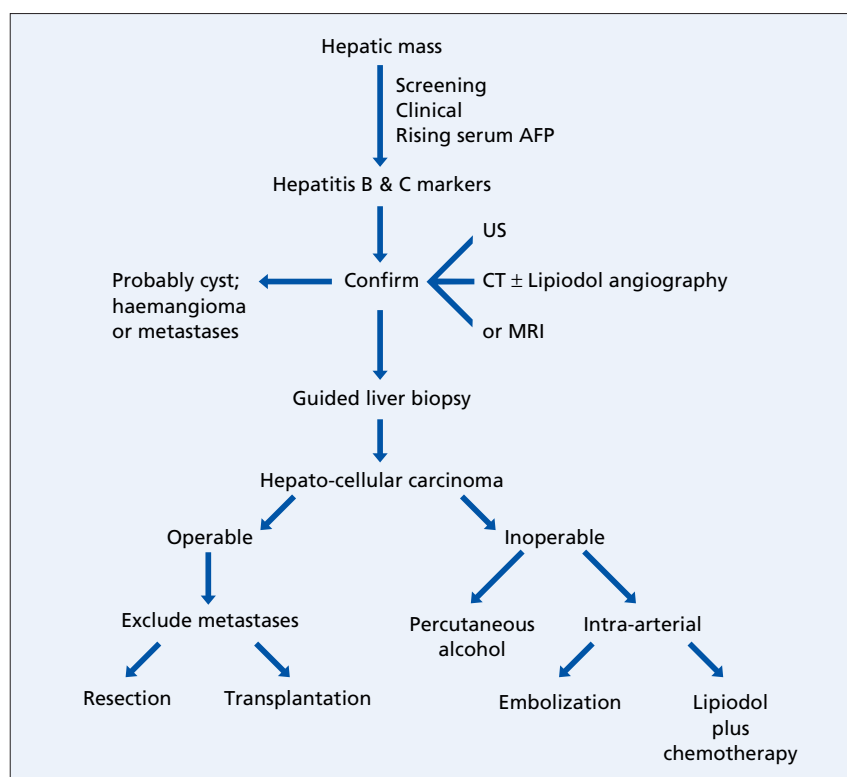 Hepatic mass
Screening
Clinical
Rising serum AFP
Hepatitis B & C markers
US
Probably cyst;
haemangioma
or metastases
Confirm
CT ± Lipiodol angiography
or MRI
Guided liver biopsy
Hepato-cellular carcinoma
Operable
Inoperable
Exclude metastases
Percutaneous
alcohol
Intra-arterial
Resection
Transplantation
Embolization
Lipiodol
plus
chemotherapy